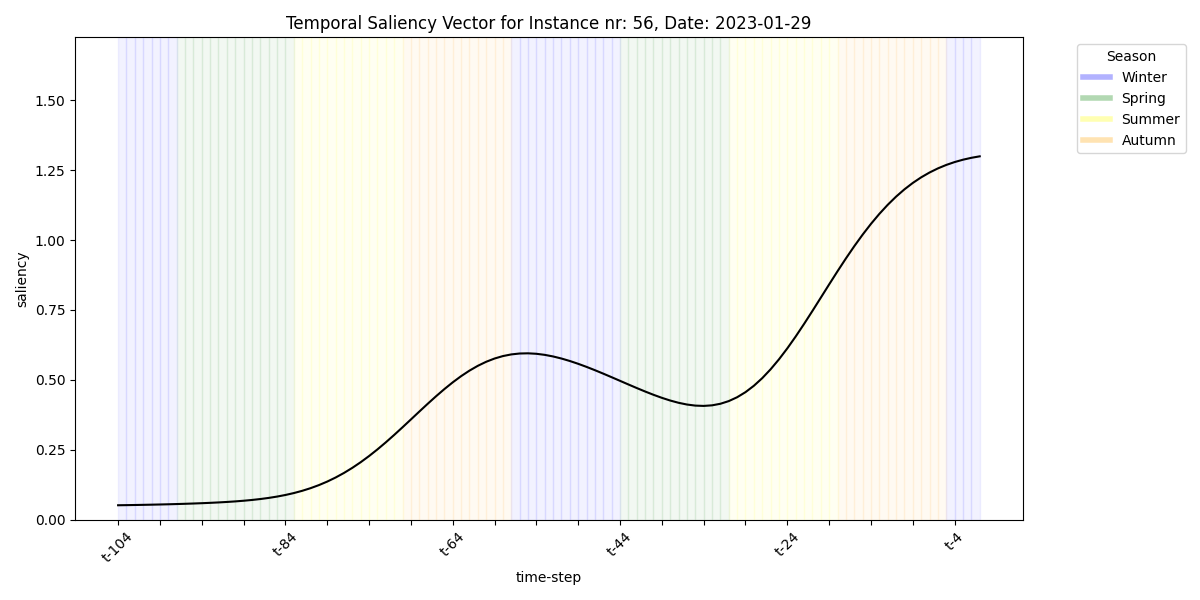 Temporal Saliency Vector for Instance nr: 56, Date: 2023-01-29
Season
Winter
Spring
Summer
Autumn
1.50
1.25
1.00
0.75
0.50
0.25
0.00
saliency
t-104
t-84
t-64
t-44
t-24
t-4
time-step